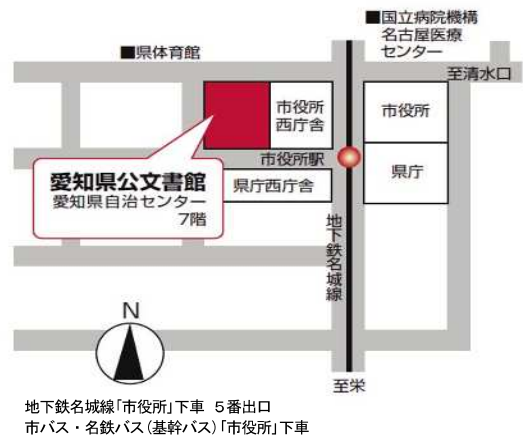 ■国立病院機構
名古屋医療
センター
■県体育館
至清水口
市役所
西庁舎
市役所
市役所駅
県庁
愛知県公文書館
愛知県自治センター
7階
県庁西庁舎
地下鉄名城線
N
至栄
地下鉄名城線｢市役所｣下車 5番出口
市バス・名鉄バス(基幹バス)｢市役所｣下車